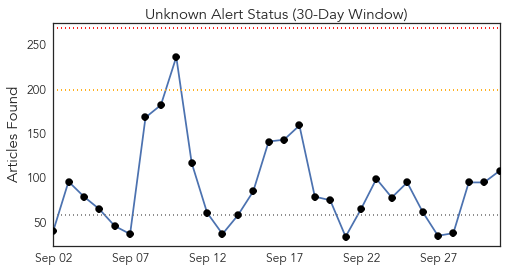 Unknown Alert Status (30-Day Window)
Articles Found
250
200
150
100
50
Sep 02 Sep 07 Sep 12 Sep 17 Sep 22 Sep 27